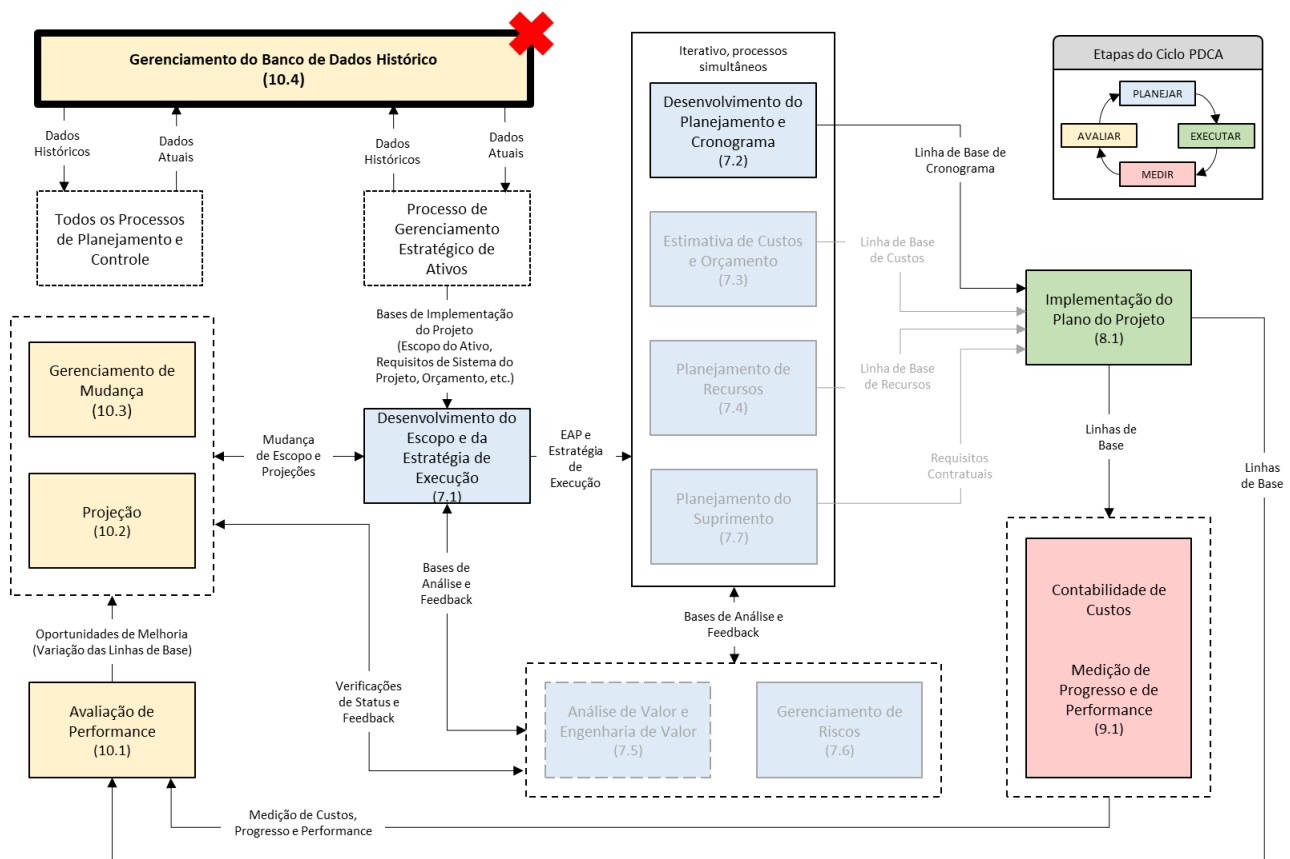 Gerenciamento do Banco de Dados Histórico
(10.4)
Dados
Históricos
Dados
Atuais
Dados
Históricos
Dados
Atuais
Todos os Processos
de Planejamento e
Controle
Processo de
Gerenciamento
Estratégico de
Ativos
Bases de Implementação
do Projeto
(Escopo do Ativo,
Requisitos de Sistema do
Projeto, Orçamento, etc.)
Gerenciamento de
Mudança
(10.3)
Projeção
(10.2)
Mudança
de Escopo e
Projeções
Desenvolvimento do
Escopo e da
Estratégia de
Execução
(7.1)
EAP e
Estratégia
de
Execução
Iterativo, processos
simultâneos
Desenvolvimento do
Planejamento e
Cronograma
(7.2)
Estimativa de Custos
e Orçamento
(7.3)
Planejamento de
Recursos
(7.4)
Planejamento do
Suprimento
(7.7)
Linha de Base de
Cronograma
Linha de Base
de Custos
Linha de Base
de Recursos
Requisitos
Contratuais
Etapas do Ciclo PDCA
PLANEJAR
AVALIAR
EXECUTAR
MEDIR
Implementação do
Plano do Projeto
(8.1)
Linhas de
Base
Linhas
de Base
Contabilidade de
Custos
Medição de
Progresso e de
Performance
(9.1)
Bases de
Análise e
Feedback
Bases de Análise e
Feedback
Oportunidades de Melhoria
(Variação das Linhas de Base)
Verificações
de Status e
Feedback
Avaliação de
Performance
(10.1)
Análise de Valor e
Engenharia de Valor
(7.5)
Gerenciamento de
Riscos
(7.6)
Medição de Custos,
Progresso e Performance